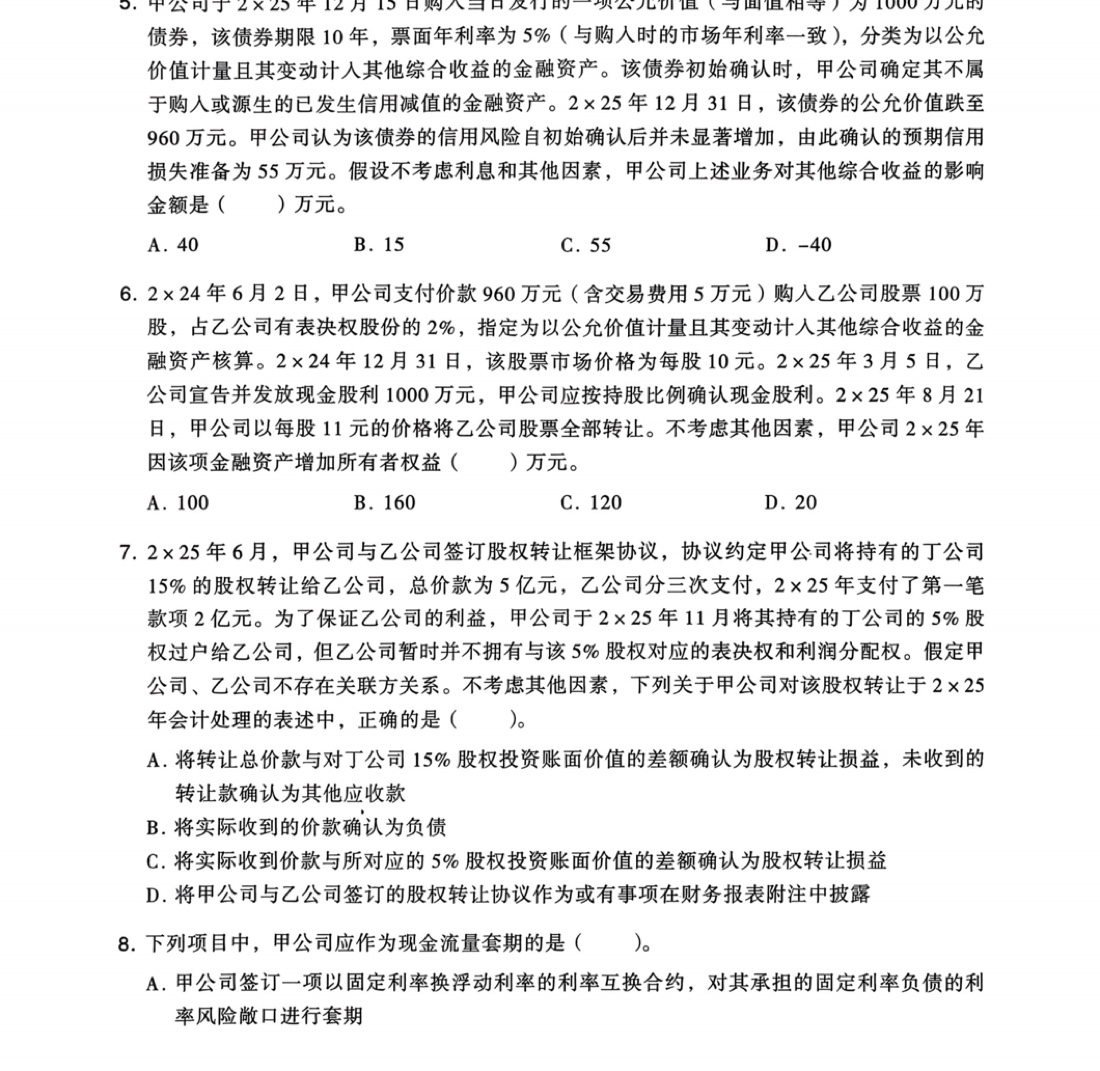 5. 甲公司于 2×25 年 12 月 15 日购入当日发行的一项公允价值（与面值相等）为 1000 万元的
债券，该债券期限 10 年，票面年利率为 5%（与购入时的市场年利率一致），分类为以公允
价值计量且其变动计入其他综合收益的金融资产。该债券初始确认时，甲公司确定其不属
于购入或源生的已发生信用减值的金融资产。2×25 年 12 月 31 日，该债券的公允价值跌至
960 万元。甲公司认为该债券的信用风险自初始确认后并未显著增加，由此确认的预期信用
损失准备为 55 万元。假设不考虑利息和其他因素，甲公司上述业务对其他综合收益的影响
金额是（　　）万元。
A. 40 B. 15 C. 55 D. -40
6. 2×24 年 6 月 2 日，甲公司支付价款 960 万元（含交易费用 5 万元）购入乙公司股票 100 万
股，占乙公司有表决权股份的 2%，指定为以公允价值计量且其变动计入其他综合收益的金
融资产核算。2×24 年 12 月 31 日，该股票市场价格为每股 10 元。2×25 年 3 月 5 日，乙
公司宣告并发放现金股利 1000 万元，甲公司应按持股比例确认现金股利。2×25 年 8 月 21
日，甲公司以每股 11 元的价格将乙公司股票全部转让。不考虑其他因素，甲公司 2×25 年
因该项金融资产增加所有者权益（　　）万元。
A. 100 B. 160 C. 120 D. 20
7. 2×25 年 6 月，甲公司与乙公司签订股权转让框架协议，协议约定甲公司将持有的丁公司
15% 的股权转让给乙公司，总价款为 5 亿元，乙公司分三次支付，2×25 年支付了第一笔
款项 2 亿元。为了保证乙公司的利益，甲公司于 2×25 年 11 月将其持有的丁公司的 5% 股
权过户给乙公司，但乙公司暂时并不拥有与该 5% 股权对应的表决权和利润分配权。假定甲
公司、乙公司不存在关联方关系。不考虑其他因素，下列关于甲公司对该股权转让于 2×25
年会计处理的表述中，正确的是（　　）。
A. 将转让总价款与对丁公司 15% 股权投资账面价值的差额确认为股权转让损益，未收到的
转让款确认为其他应收款
B. 将实际收到的价款确认为负债
C. 将实际收到价款与所对应的 5% 股权投资账面价值的差额确认为股权转让损益
D. 将甲公司与乙公司签订的股权转让协议作为或有事项在财务报表附注中披露
8. 下列项目中，甲公司应作为现金流量套期的是（　　）。
A. 甲公司签订一项以固定利率换浮动利率的利率互换合约，对其承担的固定利率负债的利
率风险敞口进行套期